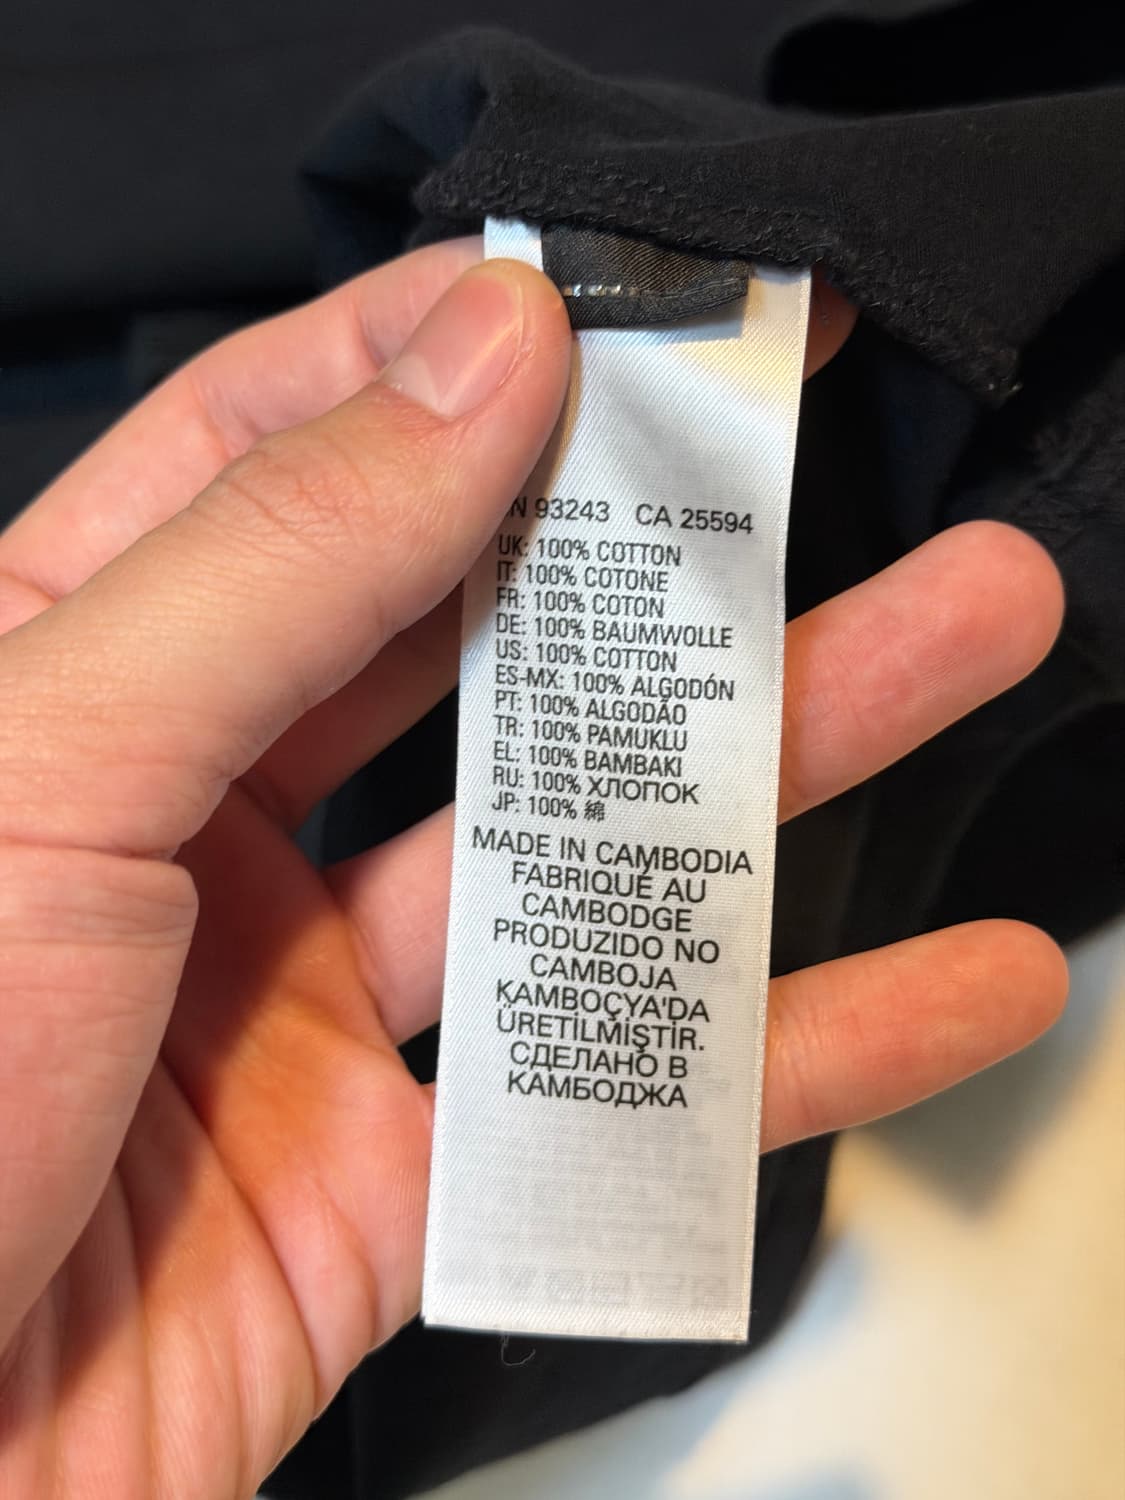 N 93243 CA 25594
UK: 100% COTTON
IT: 100% COTONE
FR: 100% COTON
DE: 100% BAUMWOLLE
US: 100% COTTON
ES-MX: 100% ALGODÓN
PT: 100% ALGODÃO
TR: 100% PAMUKLU
EL: 100% BAMBAKI
RU: 100% ХЛОПОК
JP: 100% 綿
MADE IN CAMBODIA
FABRIQUÉ AU
CAMBODGE
PRODUZIDO NO
CAMBOJA
KAMBOÇYA'DA
ÜRETİLMİŞTİR.
СДЕЛАНО В
КАМБОДЖА